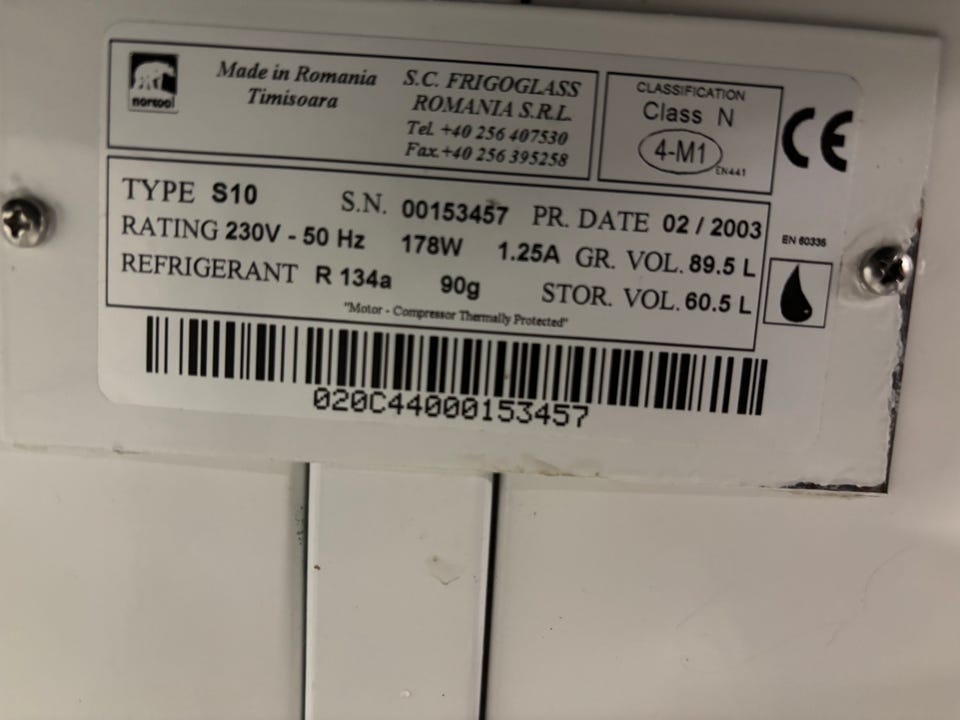 norcool
Made in Romania
Timisoara
S.C. FRIGOGLASS
ROMANIA S.R.L.
Tel. +40 256 407530
Fax.+40 256 395258
CLASSIFICATION
Class N
4-M1
EN441
CE
TYPE S10 S.N. 00153457 PR. DATE 02 / 2003
RATING 230V - 50 Hz 178W 1.25A GR. VOL. 89.5 L
REFRIGERANT R 134a 90g STOR. VOL. 60.5 L
"Motor - Compressor Thermally Protected"
EN 60335
020C44000153457